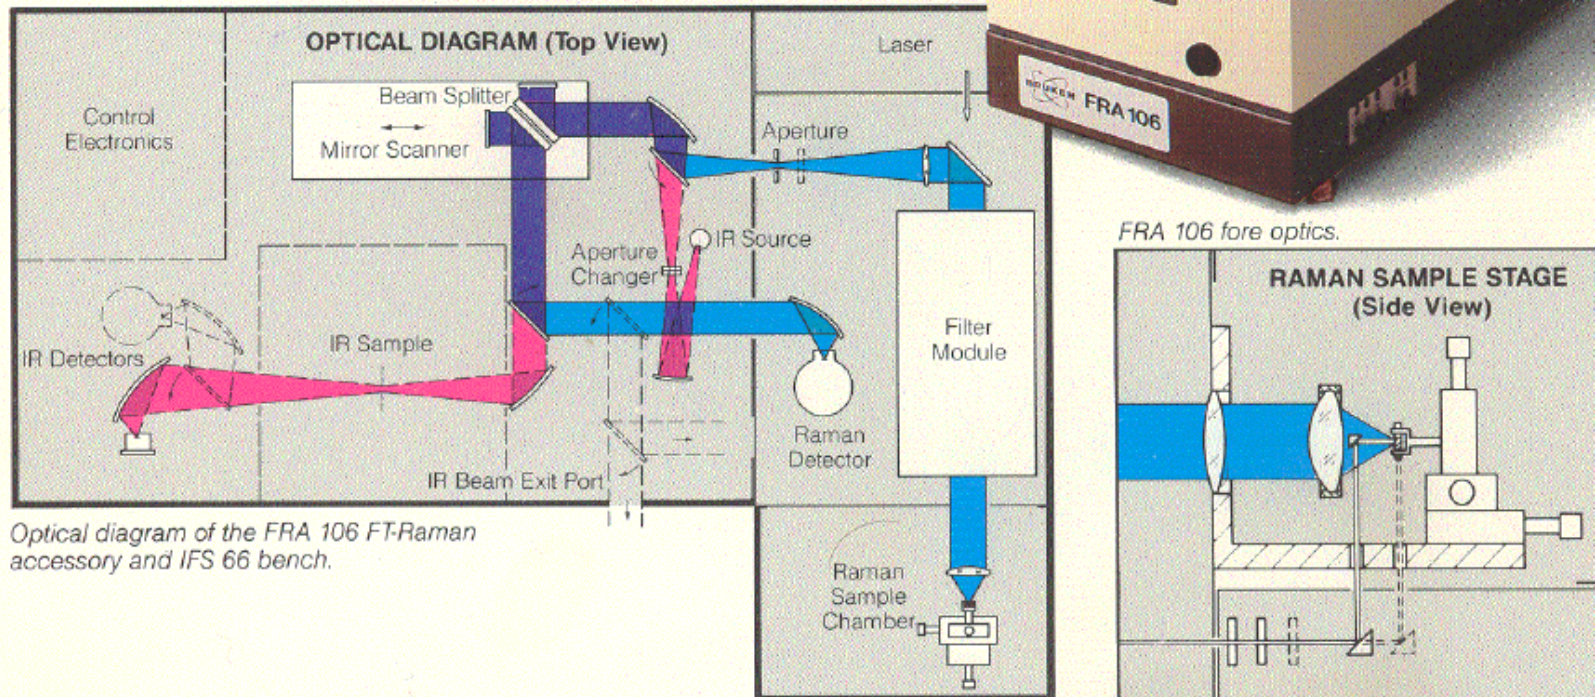 OPTICAL DIAGRAM (Top View)
Laser
Control
Electronics
Beam Splitter
Mirror Scanner
Aperture
BRUKER
FRA 106
IR Source
Aperture
Changer
IR Detectors
IR Sample
Filter
Module
Raman
Detector
IR Beam Exit Port
Raman
Sample
Chamber
Optical diagram of the FRA 106 FT-Raman
accessory and IFS 66 bench.
FRA 106 fore optics.
RAMAN SAMPLE STAGE
(Side View)